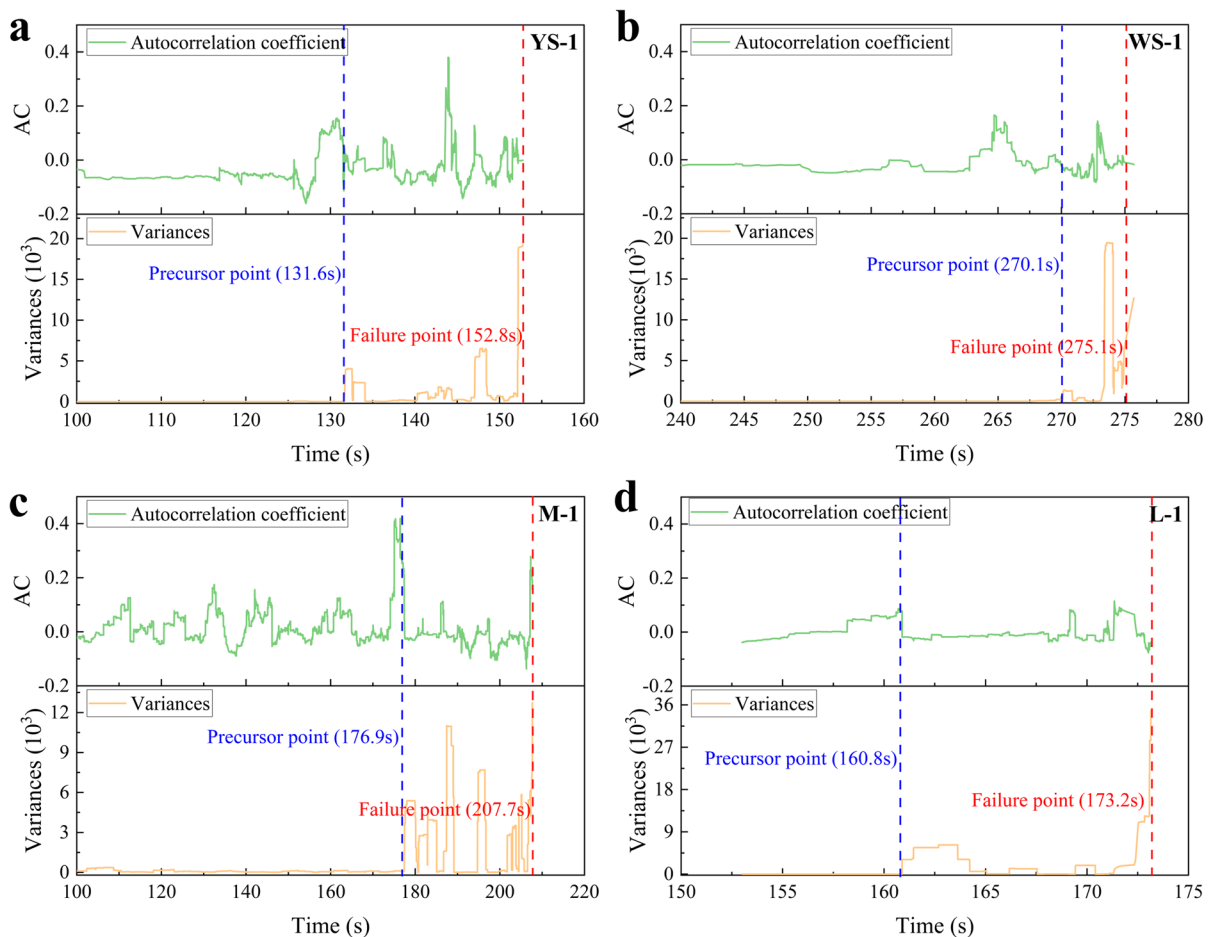 a
Autocorrelation coefficient
YS-1
0.4
0.2
0.0
-0.2
AC
Variances
20
15
10
5
0
Variances (10³)
Precursor point (131.6s)
Failure point (152.8s)
100 110 120 130 140 150 160
Time (s)
b
Autocorrelation coefficient
WS-1
0.4
0.2
0.0
-0.2
AC
Variances
20
15
10
5
0
Variances(10³)
Precursor point (270.1s)
Failure point (275.1s)
240 245 250 255 260 265 270 275 280
Time (s)
c
Autocorrelation coefficient
M-1
0.4
0.2
0.0
-0.2
AC
Variances
12
9
6
3
0
Variances (10³)
Precursor point (176.9s)
Failure point (207.7s)
100 120 140 160 180 200 220
Time (s)
d
Autocorrelation coefficient
L-1
0.4
0.2
0.0
-0.2
AC
Variances
36
27
18
9
0
Variances (10³)
Precursor point (160.8s)
Failure point (173.2s)
150 155 160 165 170 175
Time (s)